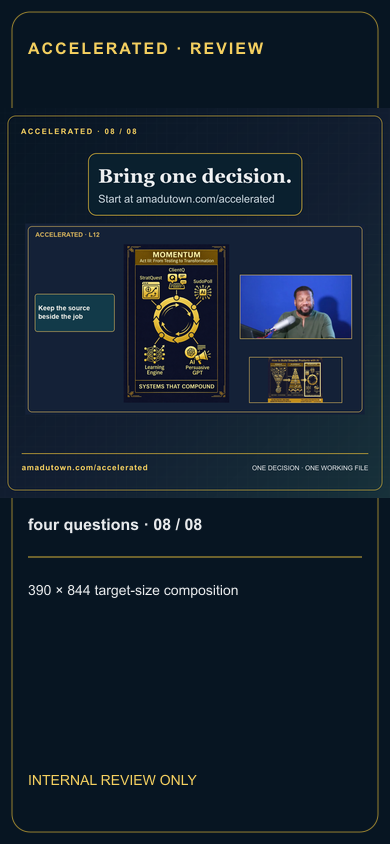 ACCELERATED · REVIEW
ACCELERATED · 08 / 08
Bring one decision.
Start at amadutown.com/accelerated
ACCELERATED · L12
MOMENTUM
Act III: From Testing to Transformation
ClientIQ
StratQuest
SudoPoll
AI
Keep the source
beside the job
Learning
Engine
AI
Persuasive
GPT
SYSTEMS THAT COMPOUND
amadutown.com/accelerated
ONE DECISION · ONE WORKING FILE
four questions · 08 / 08
390 × 844 target-size composition
INTERNAL REVIEW ONLY